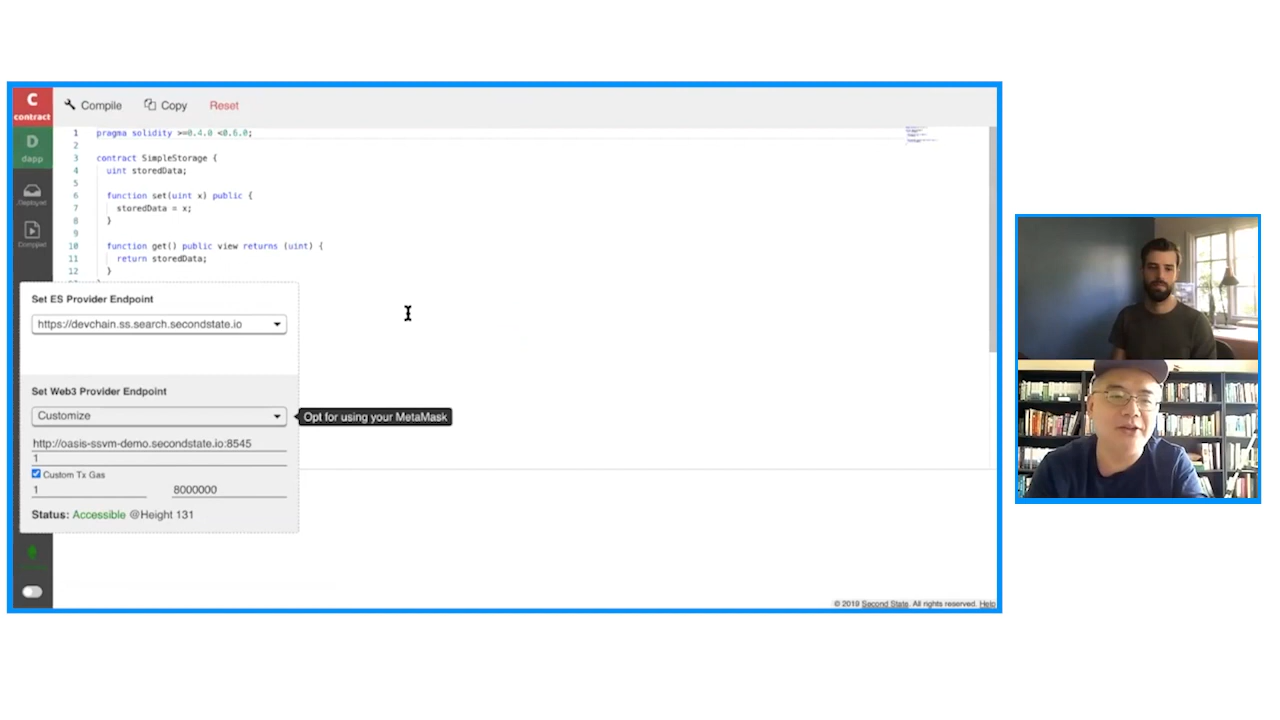 C
contract
Compile
Copy
Reset
D
dapp
Deployed
1
pragma solidity >=0.4.0 <0.6.0;
2
3
contract SimpleStorage {
4
uint storedData;
5
6
function set(uint x) public {
7
storedData = x;
8
}
9
10
function get() public view returns (uint) {
11
return storedData;
12
}
Set ES Provider Endpoint
https://devchain.ss.search.secondstate.io
Set Web3 Provider Endpoint
Customize
Opt for using your MetaMask
http://oasis-ssvm-demo.secondstate.io:8545
1
Custom Tx Gas
1
8000000
Status: Accessible @Height 131
© 2019 Second State. All rights reserved. Help